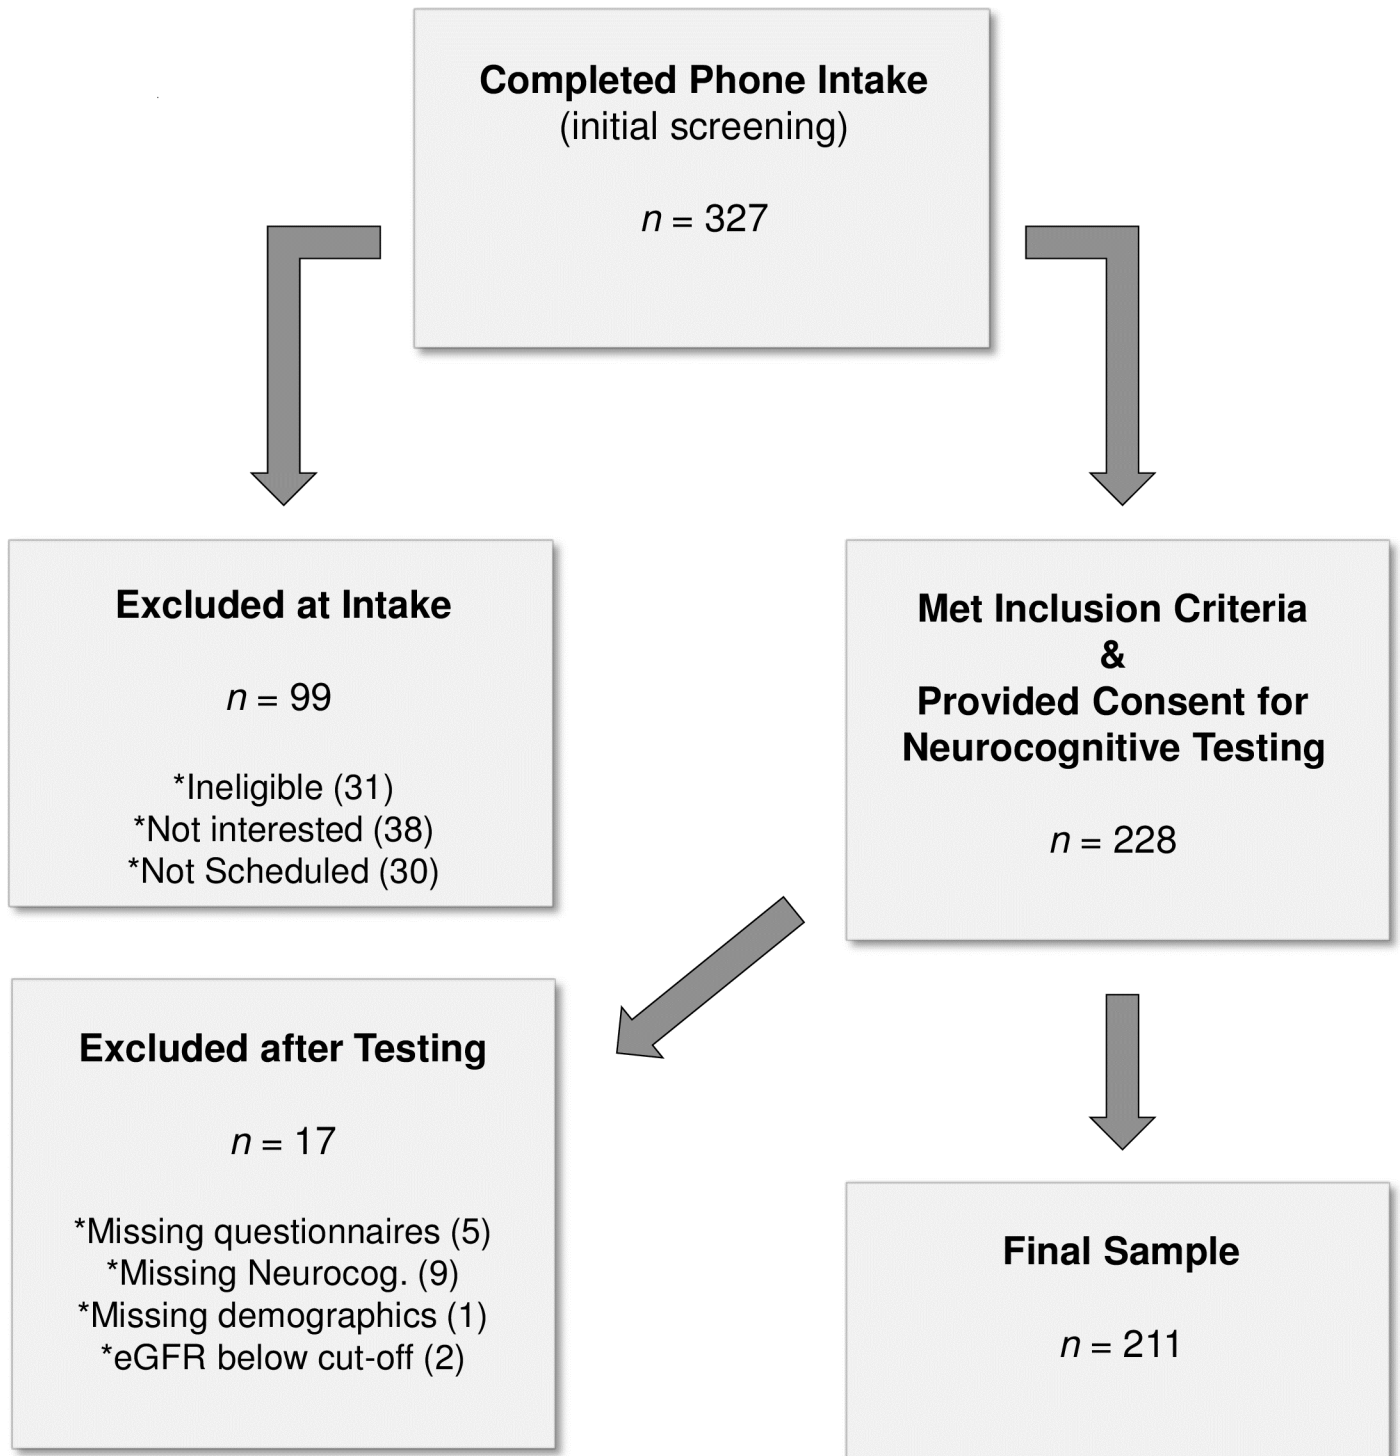 Completed Phone Intake
(initial screening)
n = 327
Excluded at Intake
n = 99
*Ineligible (31)
*Not interested (38)
*Not Scheduled (30)
Met Inclusion Criteria
&
Provided Consent for
Neurocognitive Testing
n = 228
Excluded after Testing
n = 17
*Missing questionnaires (5)
*Missing Neurocog. (9)
*Missing demographics (1)
*eGFR below cut-off (2)
Final Sample
n = 211